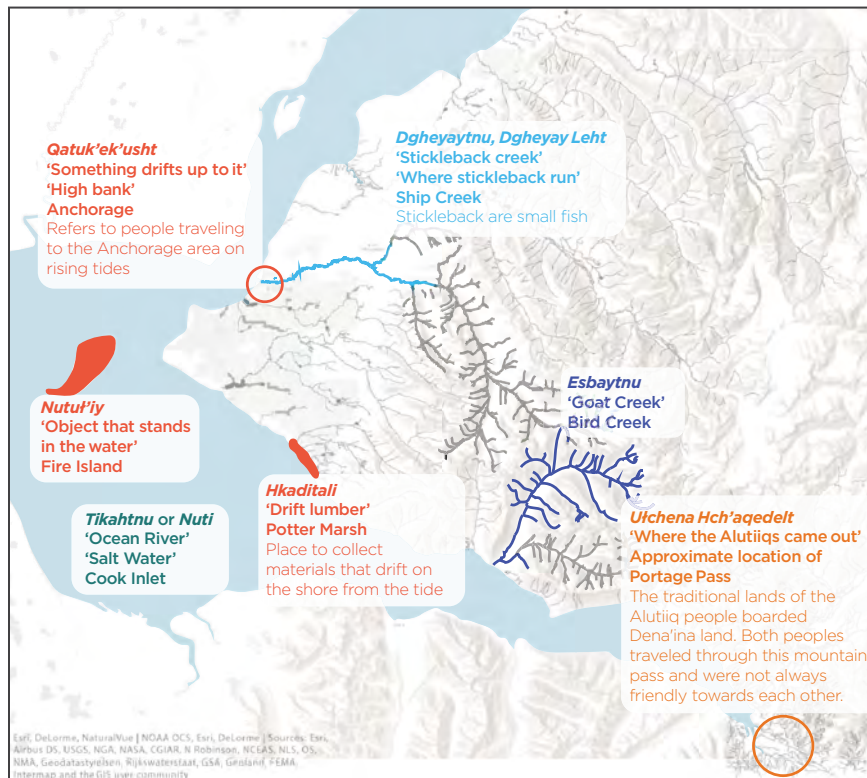 Qatuk’ek’usht
‘Something drifts up to it’
‘High bank’
Anchorage
Refers to people traveling
to the Anchorage area on
rising tides
Dgheyaytnu, Dgheyay Leht
‘Stickleback creek’
‘Where stickleback run’
Ship Creek
Stickleback are small fish
Nutuł’iy
‘Object that stands
in the water’
Fire Island
Esbaytnu
‘Goat Creek’
Bird Creek
Tikahtnu or Nuti
‘Ocean River’
‘Salt Water’
Cook Inlet
Hkaditali
‘Drift lumber’
Potter Marsh
Place to collect
materials that drift on
the shore from the tide
Ułchena Hch’aqedelt
‘Where the Alutiiqs came out’
Approximate location of
Portage Pass
The traditional lands of the
Alutiiq people boarded
Dena’ina land. Both peoples
traveled through this mountain
pass and were not always
friendly towards each other.
Esri, DeLorme, NaturalVue | NOAA OCS, Esri, DeLorme | Sources: Esri,
Airbus DS, USGS, NGA, NASA, CGIAR, N Robinson, NCEAS, NLS, OS,
NMA, Geodatastyrelsen, Rijkswaterstaat, GSA, Geoland, FEMA,
Intermap and the GIS user community